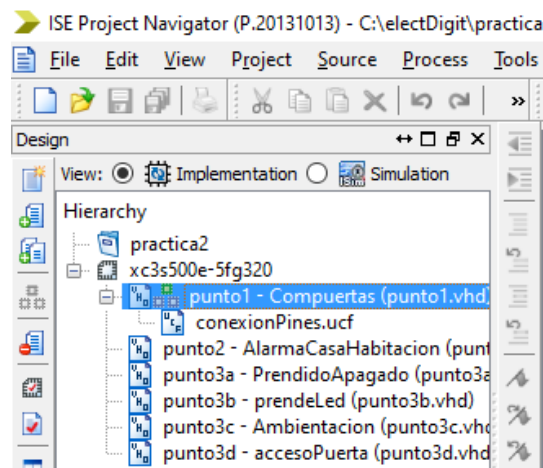 ISE Project Navigator (P.20131013) - C:\electDigit\practica
File Edit View Project Source Process Tools
»
Design
View: Implementation Simulation
Hierarchy
practica2
xc3s500e-5fg320
punto1 - Compuertas (punto1.vhd)
conexionPines.ucf
punto2 - AlarmaCasaHabitacion (punt
punto3a - PrendidoApagado (punto3a
punto3b - prendeLed (punto3b.vhd)
punto3c - Ambientacion (punto3c.vhd
punto3d - accesoPuerta (punto3d.vhd